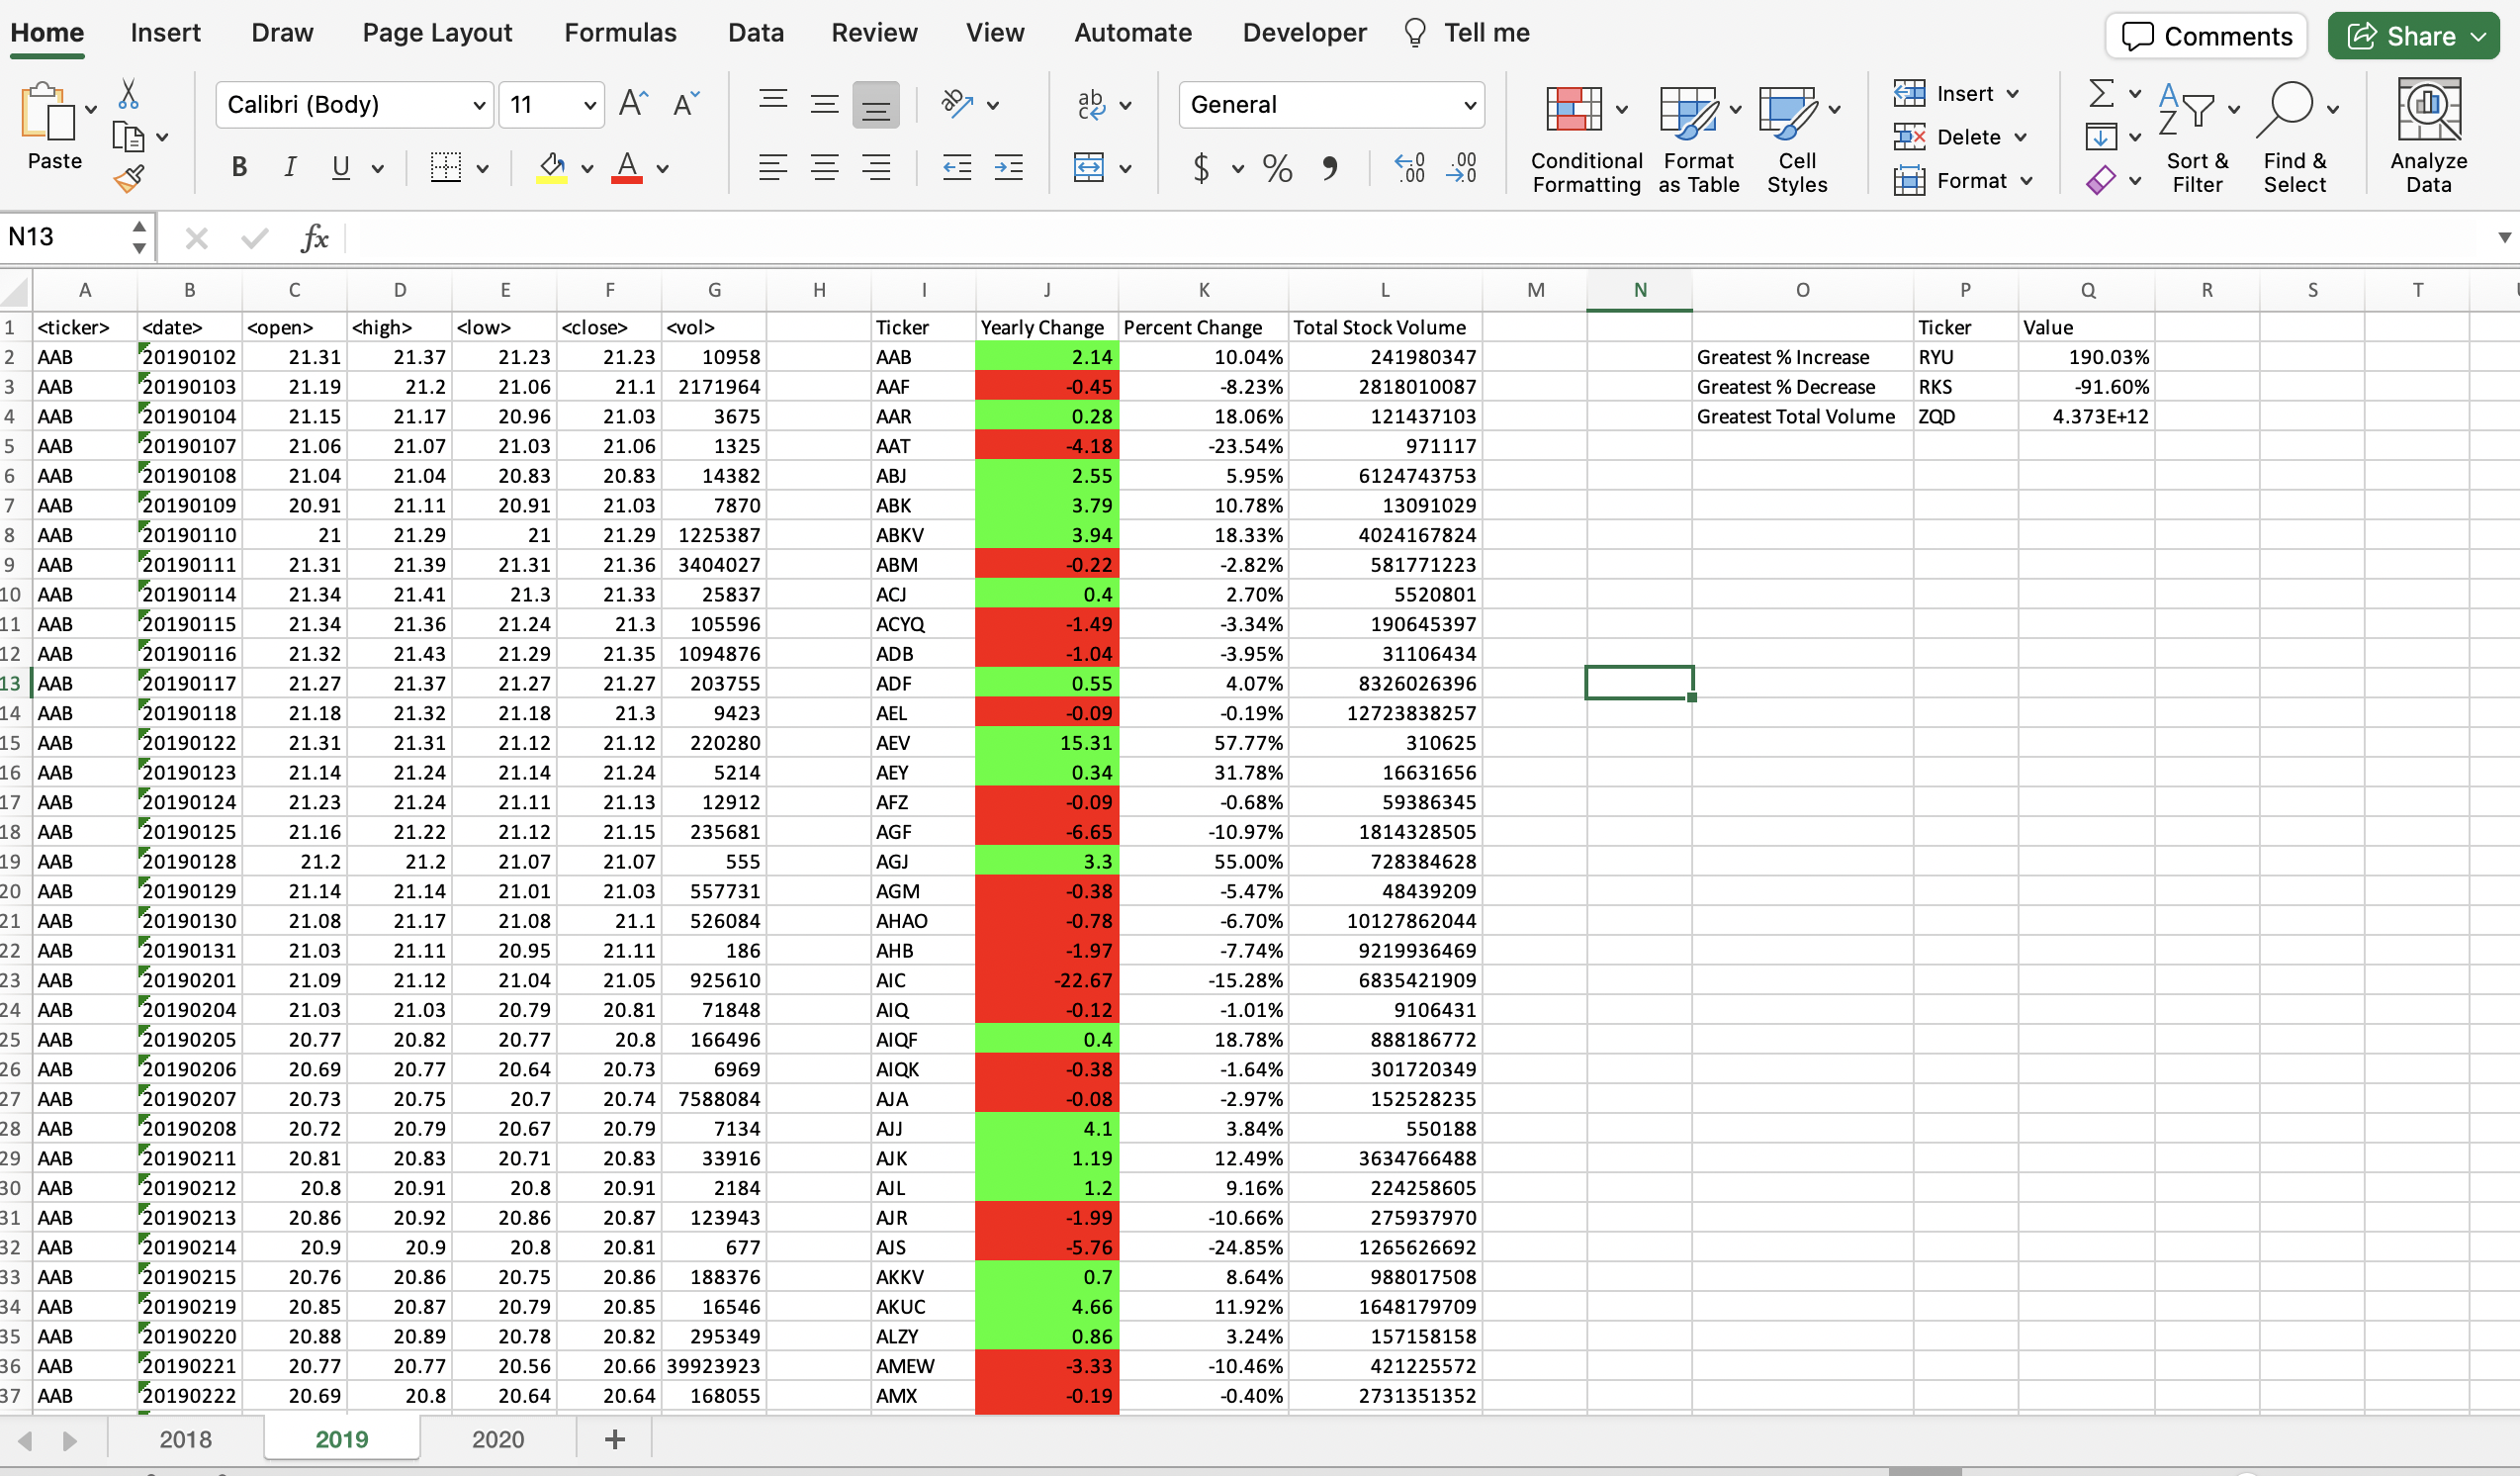 Home Insert Draw Page Layout Formulas Data Review View Automate Developer Tell me Comments Share
Calibri (Body) 11 General Insert
Paste B I U $ % Conditional Formatting Format as Table Cell Styles Delete Format Sort & Filter Find & Select Analyze Data
N13 fx
A B C D E F G H I J K L M N O P Q R S T
1 <ticker> <date> <open> <high> <low> <close> <vol> Ticker Yearly Change Percent Change Total Stock Volume Ticker Value
2 AAB 20190102 21.31 21.37 21.23 21.23 10958 AAB 2.14 10.04% 241980347 Greatest % Increase RYU 190.03%
3 AAB 20190103 21.19 21.2 21.06 21.1 2171964 AAF -0.45 -8.23% 2818010087 Greatest % Decrease RKS -91.60%
4 AAB 20190104 21.15 21.17 20.96 21.03 3675 AAR 0.28 18.06% 121437103 Greatest Total Volume ZQD 4.373E+12
5 AAB 20190107 21.06 21.07 21.03 21.06 1325 AAT -4.18 -23.54% 971117
6 AAB 20190108 21.04 21.04 20.83 20.83 14382 ABJ 2.55 5.95% 6124743753
7 AAB 20190109 20.91 21.11 20.91 21.03 7870 ABK 3.79 10.78% 13091029
8 AAB 20190110 21 21.29 21 21.29 1225387 ABKV 3.94 18.33% 4024167824
9 AAB 20190111 21.31 21.39 21.31 21.36 3404027 ABM -0.22 -2.82% 581771223
10 AAB 20190114 21.34 21.41 21.3 21.33 25837 ACJ 0.4 2.70% 5520801
11 AAB 20190115 21.34 21.36 21.24 21.3 105596 ACYQ -1.49 -3.34% 190645397
12 AAB 20190116 21.32 21.43 21.29 21.35 1094876 ADB -1.04 -3.95% 31106434
13 AAB 20190117 21.27 21.37 21.27 21.27 203755 ADF 0.55 4.07% 8326026396
14 AAB 20190118 21.18 21.32 21.18 21.3 9423 AEL -0.09 -0.19% 12723838257
15 AAB 20190122 21.31 21.31 21.12 21.12 220280 AEV 15.31 57.77% 310625
16 AAB 20190123 21.14 21.24 21.14 21.24 5214 AEY 0.34 31.78% 16631656
17 AAB 20190124 21.23 21.24 21.11 21.13 12912 AFZ -0.09 -0.68% 59386345
18 AAB 20190125 21.16 21.22 21.12 21.15 235681 AGF -6.65 -10.97% 1814328505
19 AAB 20190128 21.2 21.2 21.07 21.07 555 AGJ 3.3 55.00% 728384628
20 AAB 20190129 21.14 21.14 21.01 21.03 557731 AGM -0.38 -5.47% 48439209
21 AAB 20190130 21.08 21.17 21.08 21.1 526084 AHAO -0.78 -6.70% 10127862044
22 AAB 20190131 21.03 21.11 20.95 21.11 186 AHB -1.97 -7.74% 9219936469
23 AAB 20190201 21.09 21.12 21.04 21.05 925610 AIC -22.67 -15.28% 6835421909
24 AAB 20190204 21.03 21.03 20.79 20.81 71848 AIQ -0.12 -1.01% 9106431
25 AAB 20190205 20.77 20.82 20.77 20.8 166496 AIQF 0.4 18.78% 888186772
26 AAB 20190206 20.69 20.77 20.64 20.73 6969 AIQK -0.38 -1.64% 301720349
27 AAB 20190207 20.73 20.75 20.7 20.74 7588084 AJA -0.08 -2.97% 152528235
28 AAB 20190208 20.72 20.79 20.67 20.79 7134 AJJ 4.1 3.84% 550188
29 AAB 20190211 20.81 20.83 20.71 20.83 33916 AJK 1.19 12.49% 3634766488
30 AAB 20190212 20.8 20.91 20.8 20.91 2184 AJL 1.2 9.16% 224258605
31 AAB 20190213 20.86 20.92 20.86 20.87 123943 AJR -1.99 -10.66% 275937970
32 AAB 20190214 20.9 20.9 20.8 20.81 677 AJS -5.76 -24.85% 1265626692
33 AAB 20190215 20.76 20.86 20.75 20.86 188376 AKKV 0.7 8.64% 988017508
34 AAB 20190219 20.85 20.87 20.79 20.85 16546 AKUC 4.66 11.92% 1648179709
35 AAB 20190220 20.88 20.89 20.78 20.82 295349 ALZY 0.86 3.24% 157158158
36 AAB 20190221 20.77 20.77 20.56 20.66 39923923 AMEW -3.33 -10.46% 421225572
37 AAB 20190222 20.69 20.8 20.64 20.64 168055 AMX -0.19 -0.40% 2731351352
2018 2019 2020 +